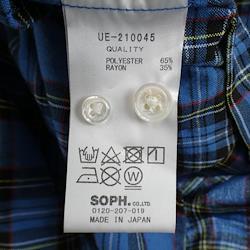 UE-210045
QUALITY
POLYESTER 65%
RAYON 35%
SOPH.CO.,LTD.
0120-207-019
MADE IN JAPAN